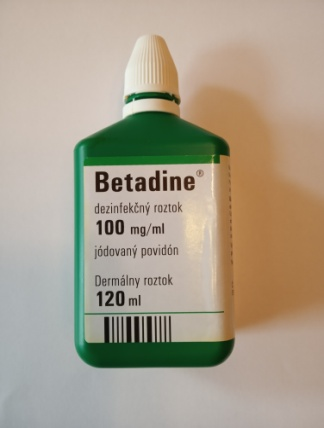 Betadine®
dezinfekčný roztok
100 mg/ml
jódovaný povidón
Dermálny roztok
120 ml